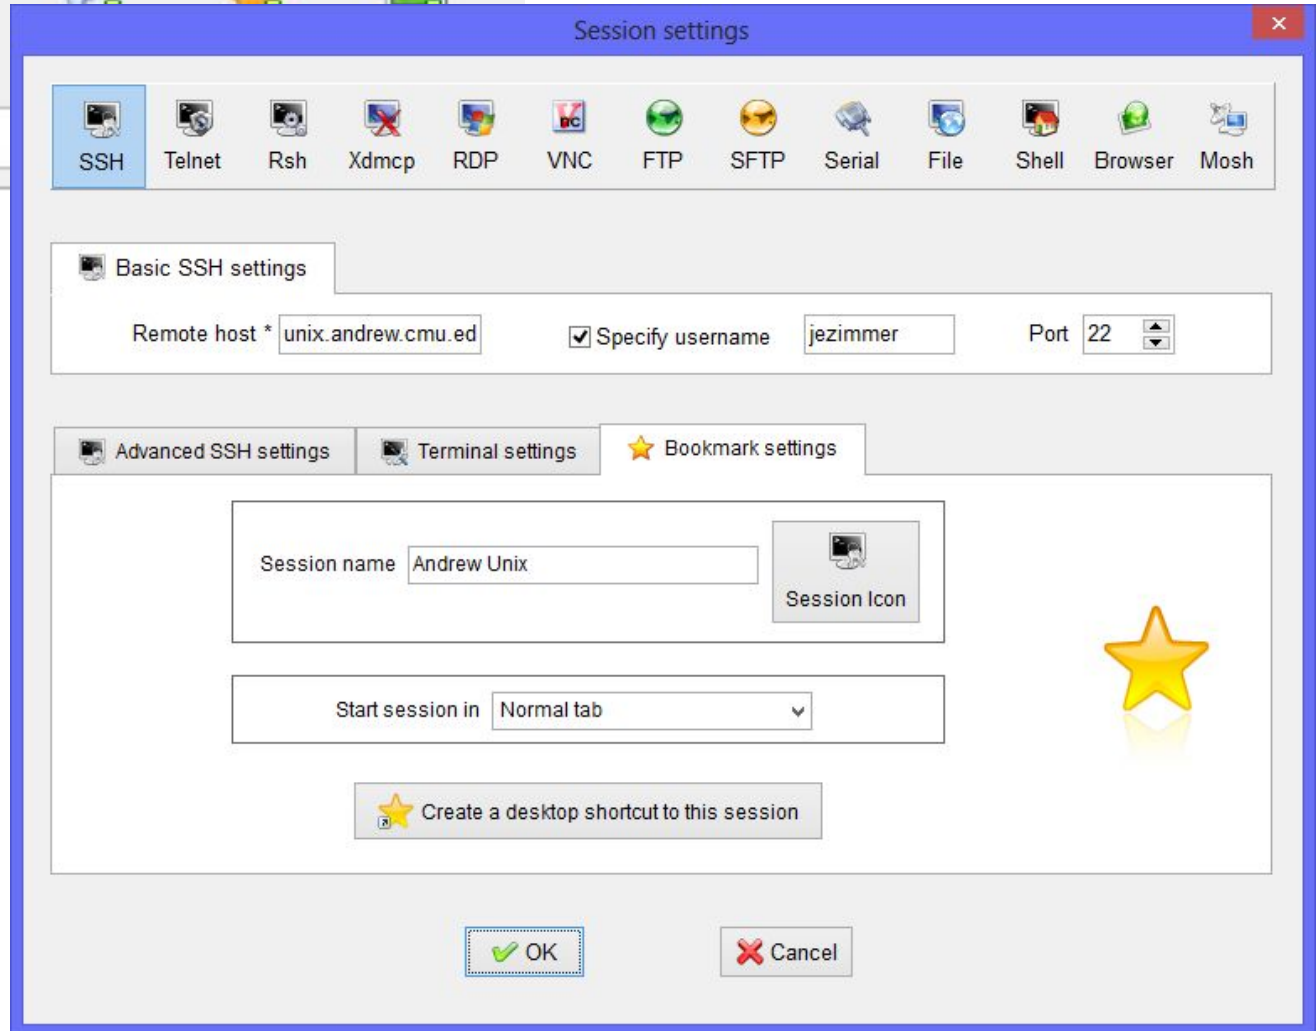 Session settings
SSH Telnet Rsh Xdmcp RDP VNC FTP SFTP Serial File Shell Browser Mosh
Basic SSH settings
Remote host * unix.andrew.cmu.ed Specify username jezimmer Port 22
Advanced SSH settings Terminal settings Bookmark settings
Session name Andrew Unix
Session Icon
Start session in Normal tab
Create a desktop shortcut to this session
OK Cancel